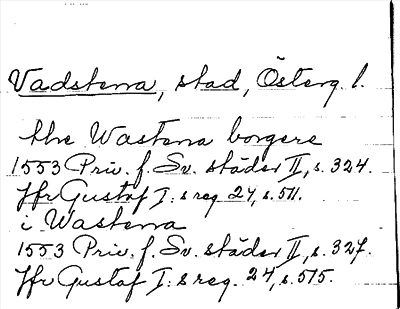 Vadstena, stad, Österg. l.
the Wastena borgere
1553 Priv. f. Sv. städer II, s. 324.
Jfr Gustaf I:s reg 24, s. 511.
i Wastena
1553 Priv. f. Sv. städer II, s. 327.
Jfr Gustaf I:s reg. 24, s. 515.